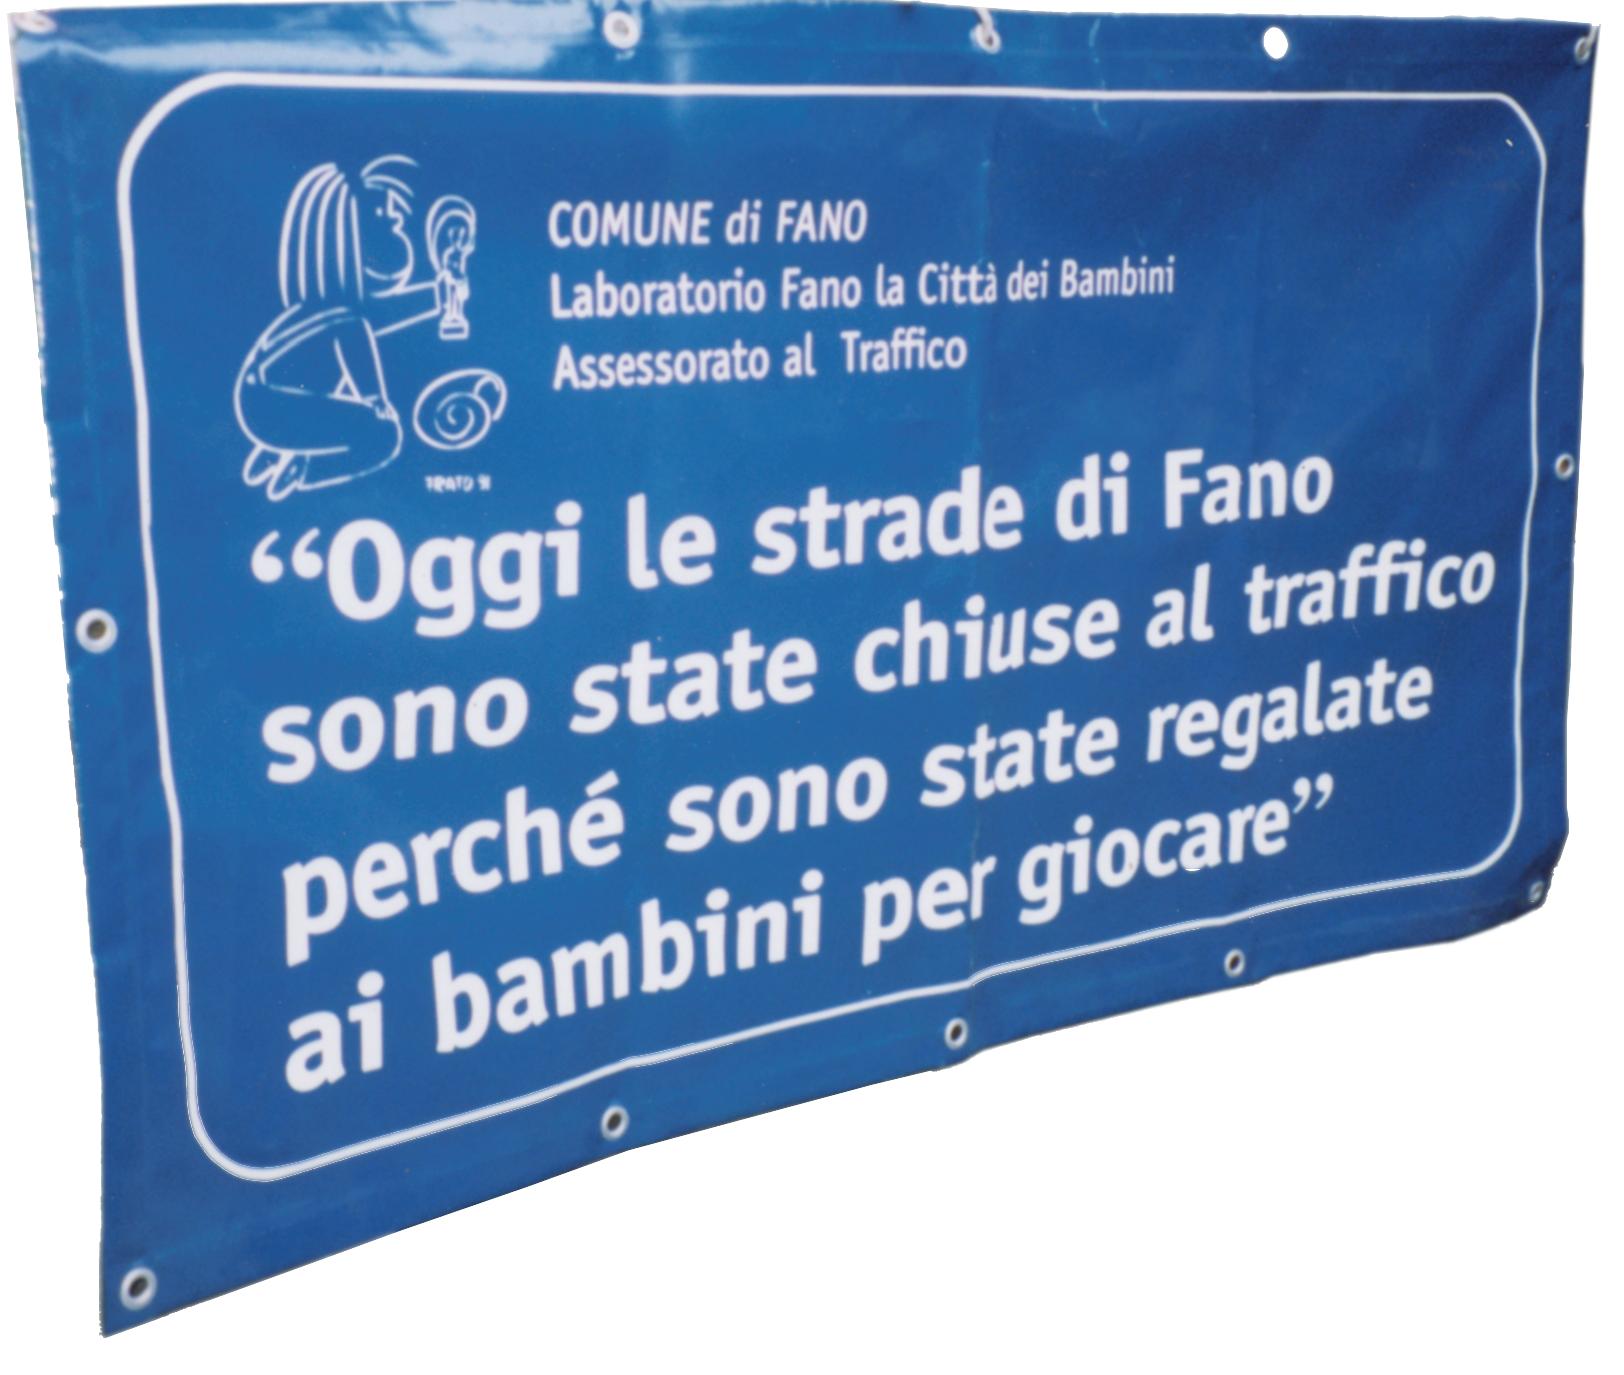 COMUNE di FANO
Laboratorio Fano la Città dei Bambini
Assessorato al Traffico
“Oggi le strade di Fano
sono state chiuse al traffico
perché sono state regalate
ai bambini per giocare”